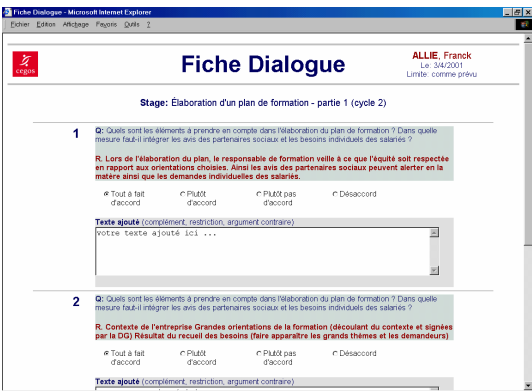 Fiche Dialogue - Microsoft Internet Explorer
Fichier Edition Affichage Favoris Outils ?
cegos
Fiche Dialogue
ALLIE, Franck
Le: 3/4/2001
Limite: comme prévu
Stage: Élaboration d'un plan de formation - partie 1 (cycle 2)
1
Q: Quels sont les éléments à prendre en compte dans l'élaboration du plan de formation ? Dans quelle
mesure faut-il intégrer les avis des partenaires sociaux et les besoins individuels des salariés ?
R. Lors de l'élaboration du plan, le responsable de formation veille à ce que l'équité soit respectée
en rapport aux orientations choisies. Ainsi les avis des partenaires sociaux peuvent alerter en la
matère ainsi que les demandes individuelles des salariés.
Tout à fait d'accord
Plutôt d'accord
Plutôt pas d'accord
Désaccord
Texte ajouté (complément, restriction, argument contraire)
votre texte ajouté ici ...
2
Q: Quels sont les éléments à prendre en compte dans l'élaboration du plan de formation ? Dans quelle
mesure faut-il intégrer les avis des partenaires sociaux et les besoins individuels des salariés ?
R. Contexte de l'entreprise Grandes orientations de la formation (découlant du contexte et signées
par la DG) Résultat du recueil des besoins (faire apparaître les grands thèmes et les demandeurs)
Tout à fait d'accord
Plutôt d'accord
Plutôt pas d'accord
Désaccord
Texte ajouté (complément, restriction, argument contraire)